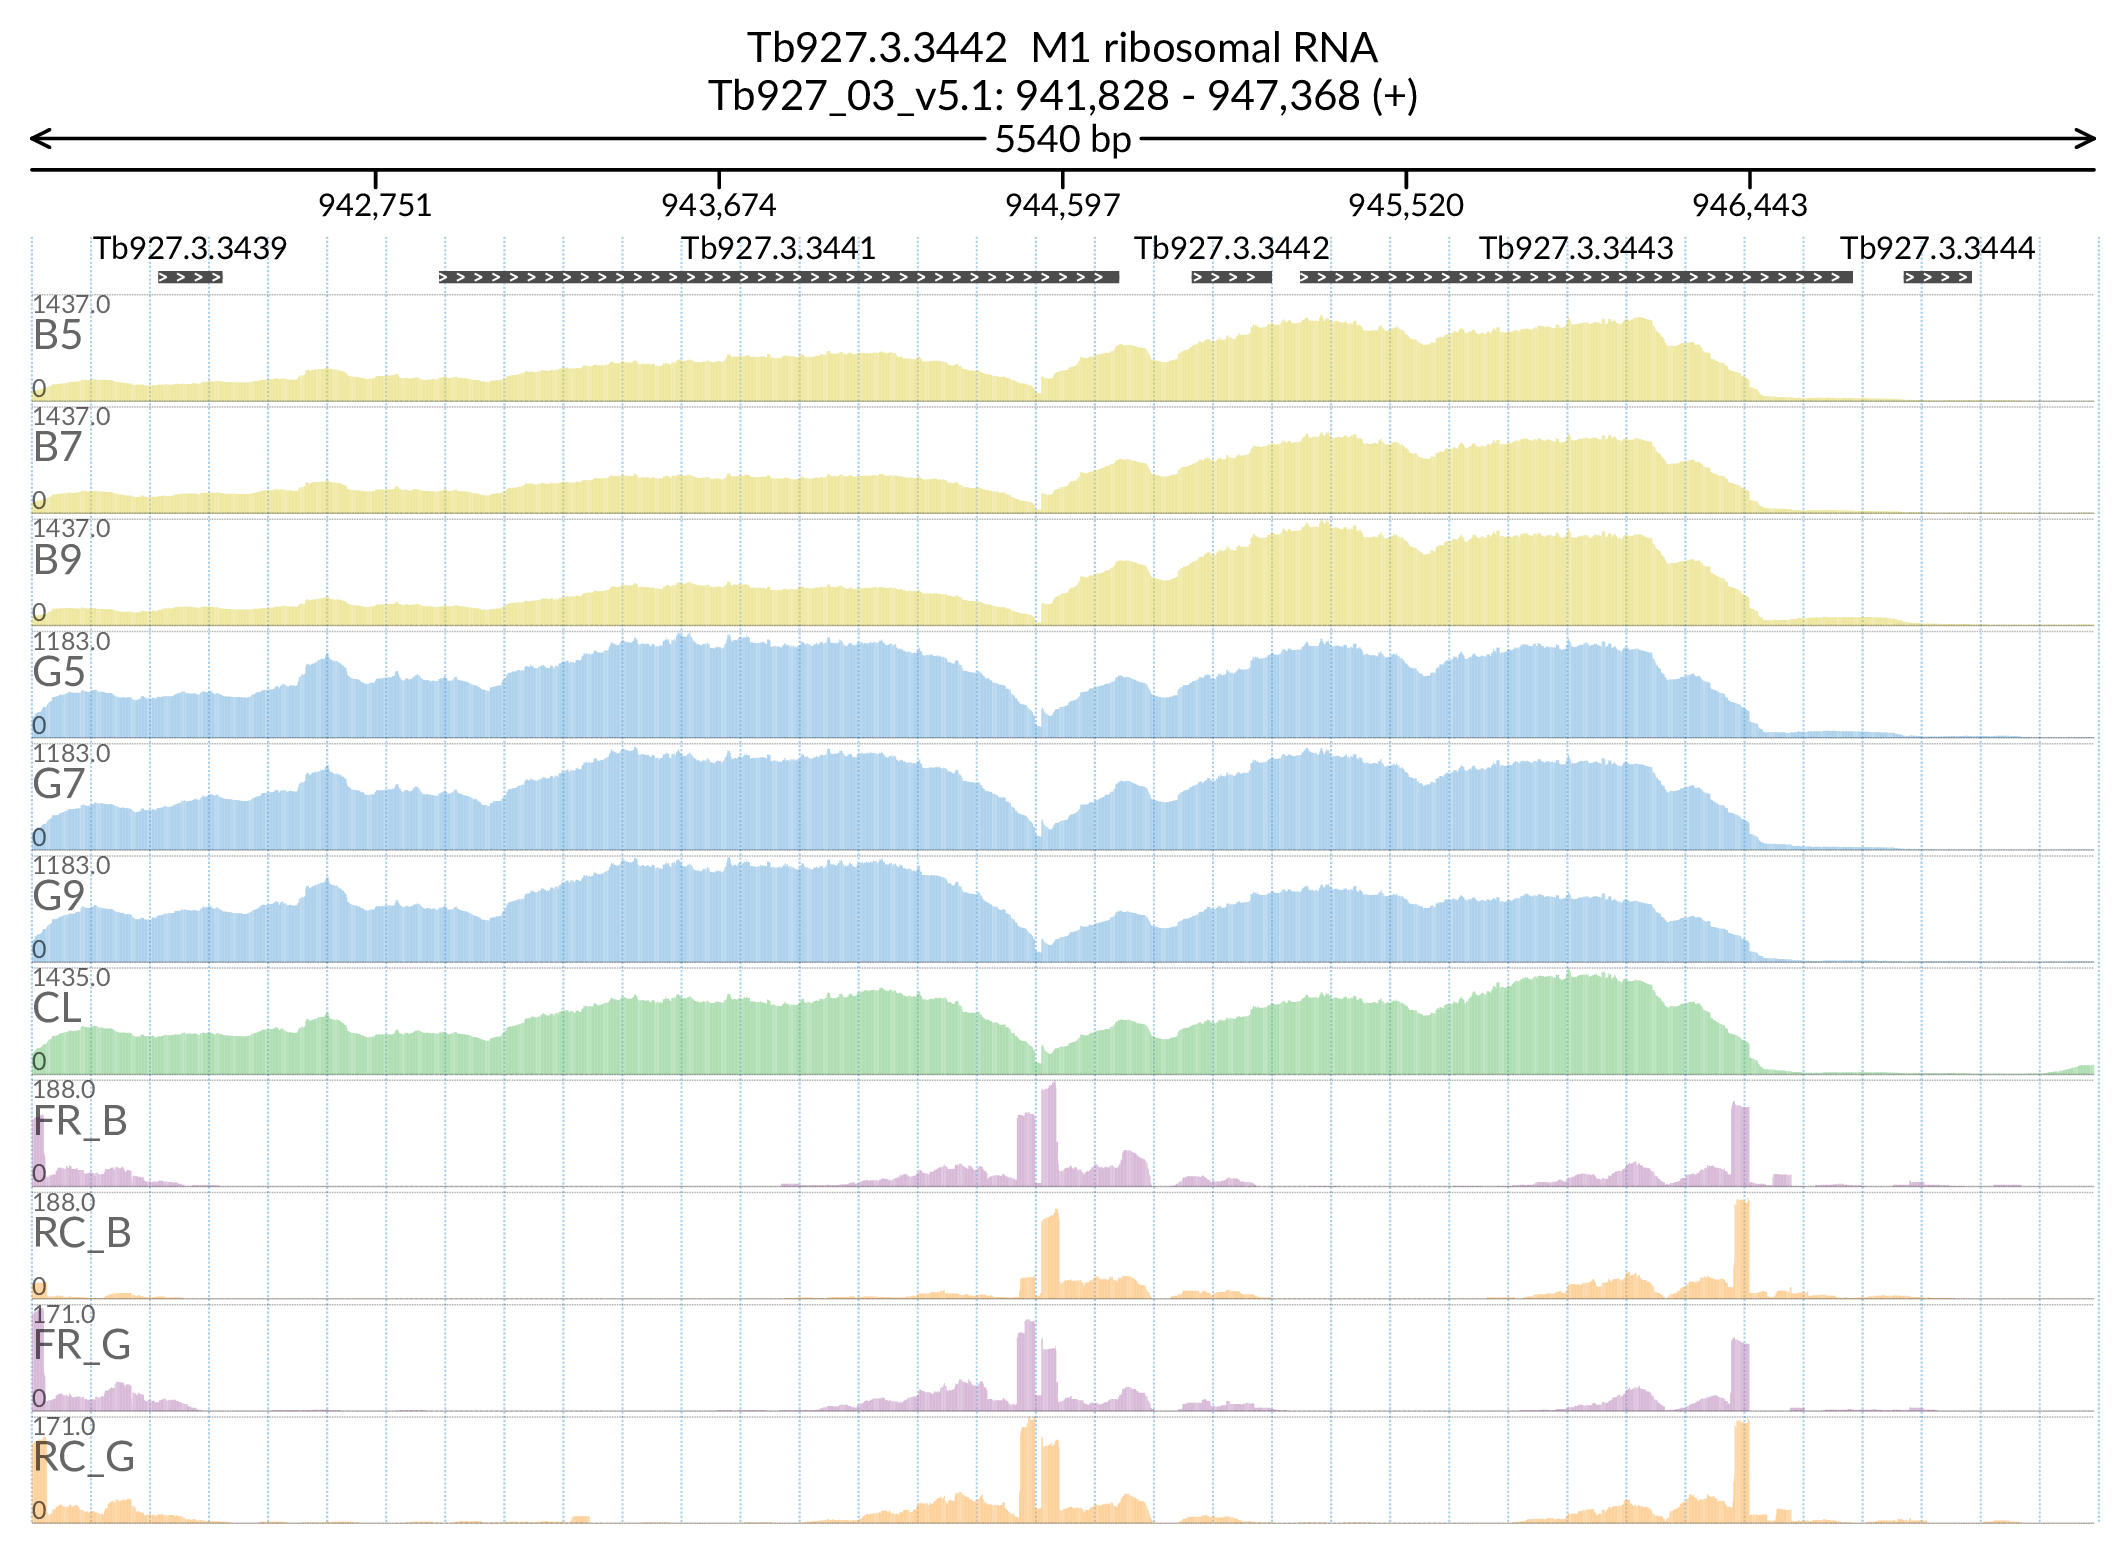 Tb927.3.3442  M1 ribosomal RNA
Tb927_03_v5.1: 941,828 - 947,368 (+)
5540 bp
942,751 943,674 944,597 945,520 946,443
Tb927.3.3439 Tb927.3.3441 Tb927.3.3442 Tb927.3.3443 Tb927.3.3444
1437.0
B5
0
1437.0
B7
0
1437.0
B9
0
1183.0
G5
0
1183.0
G7
0
1183.0
G9
0
1435.0
CL
0
188.0
FR_B
0
188.0
RC_B
0
171.0
FR_G
0
171.0
RC_G
0